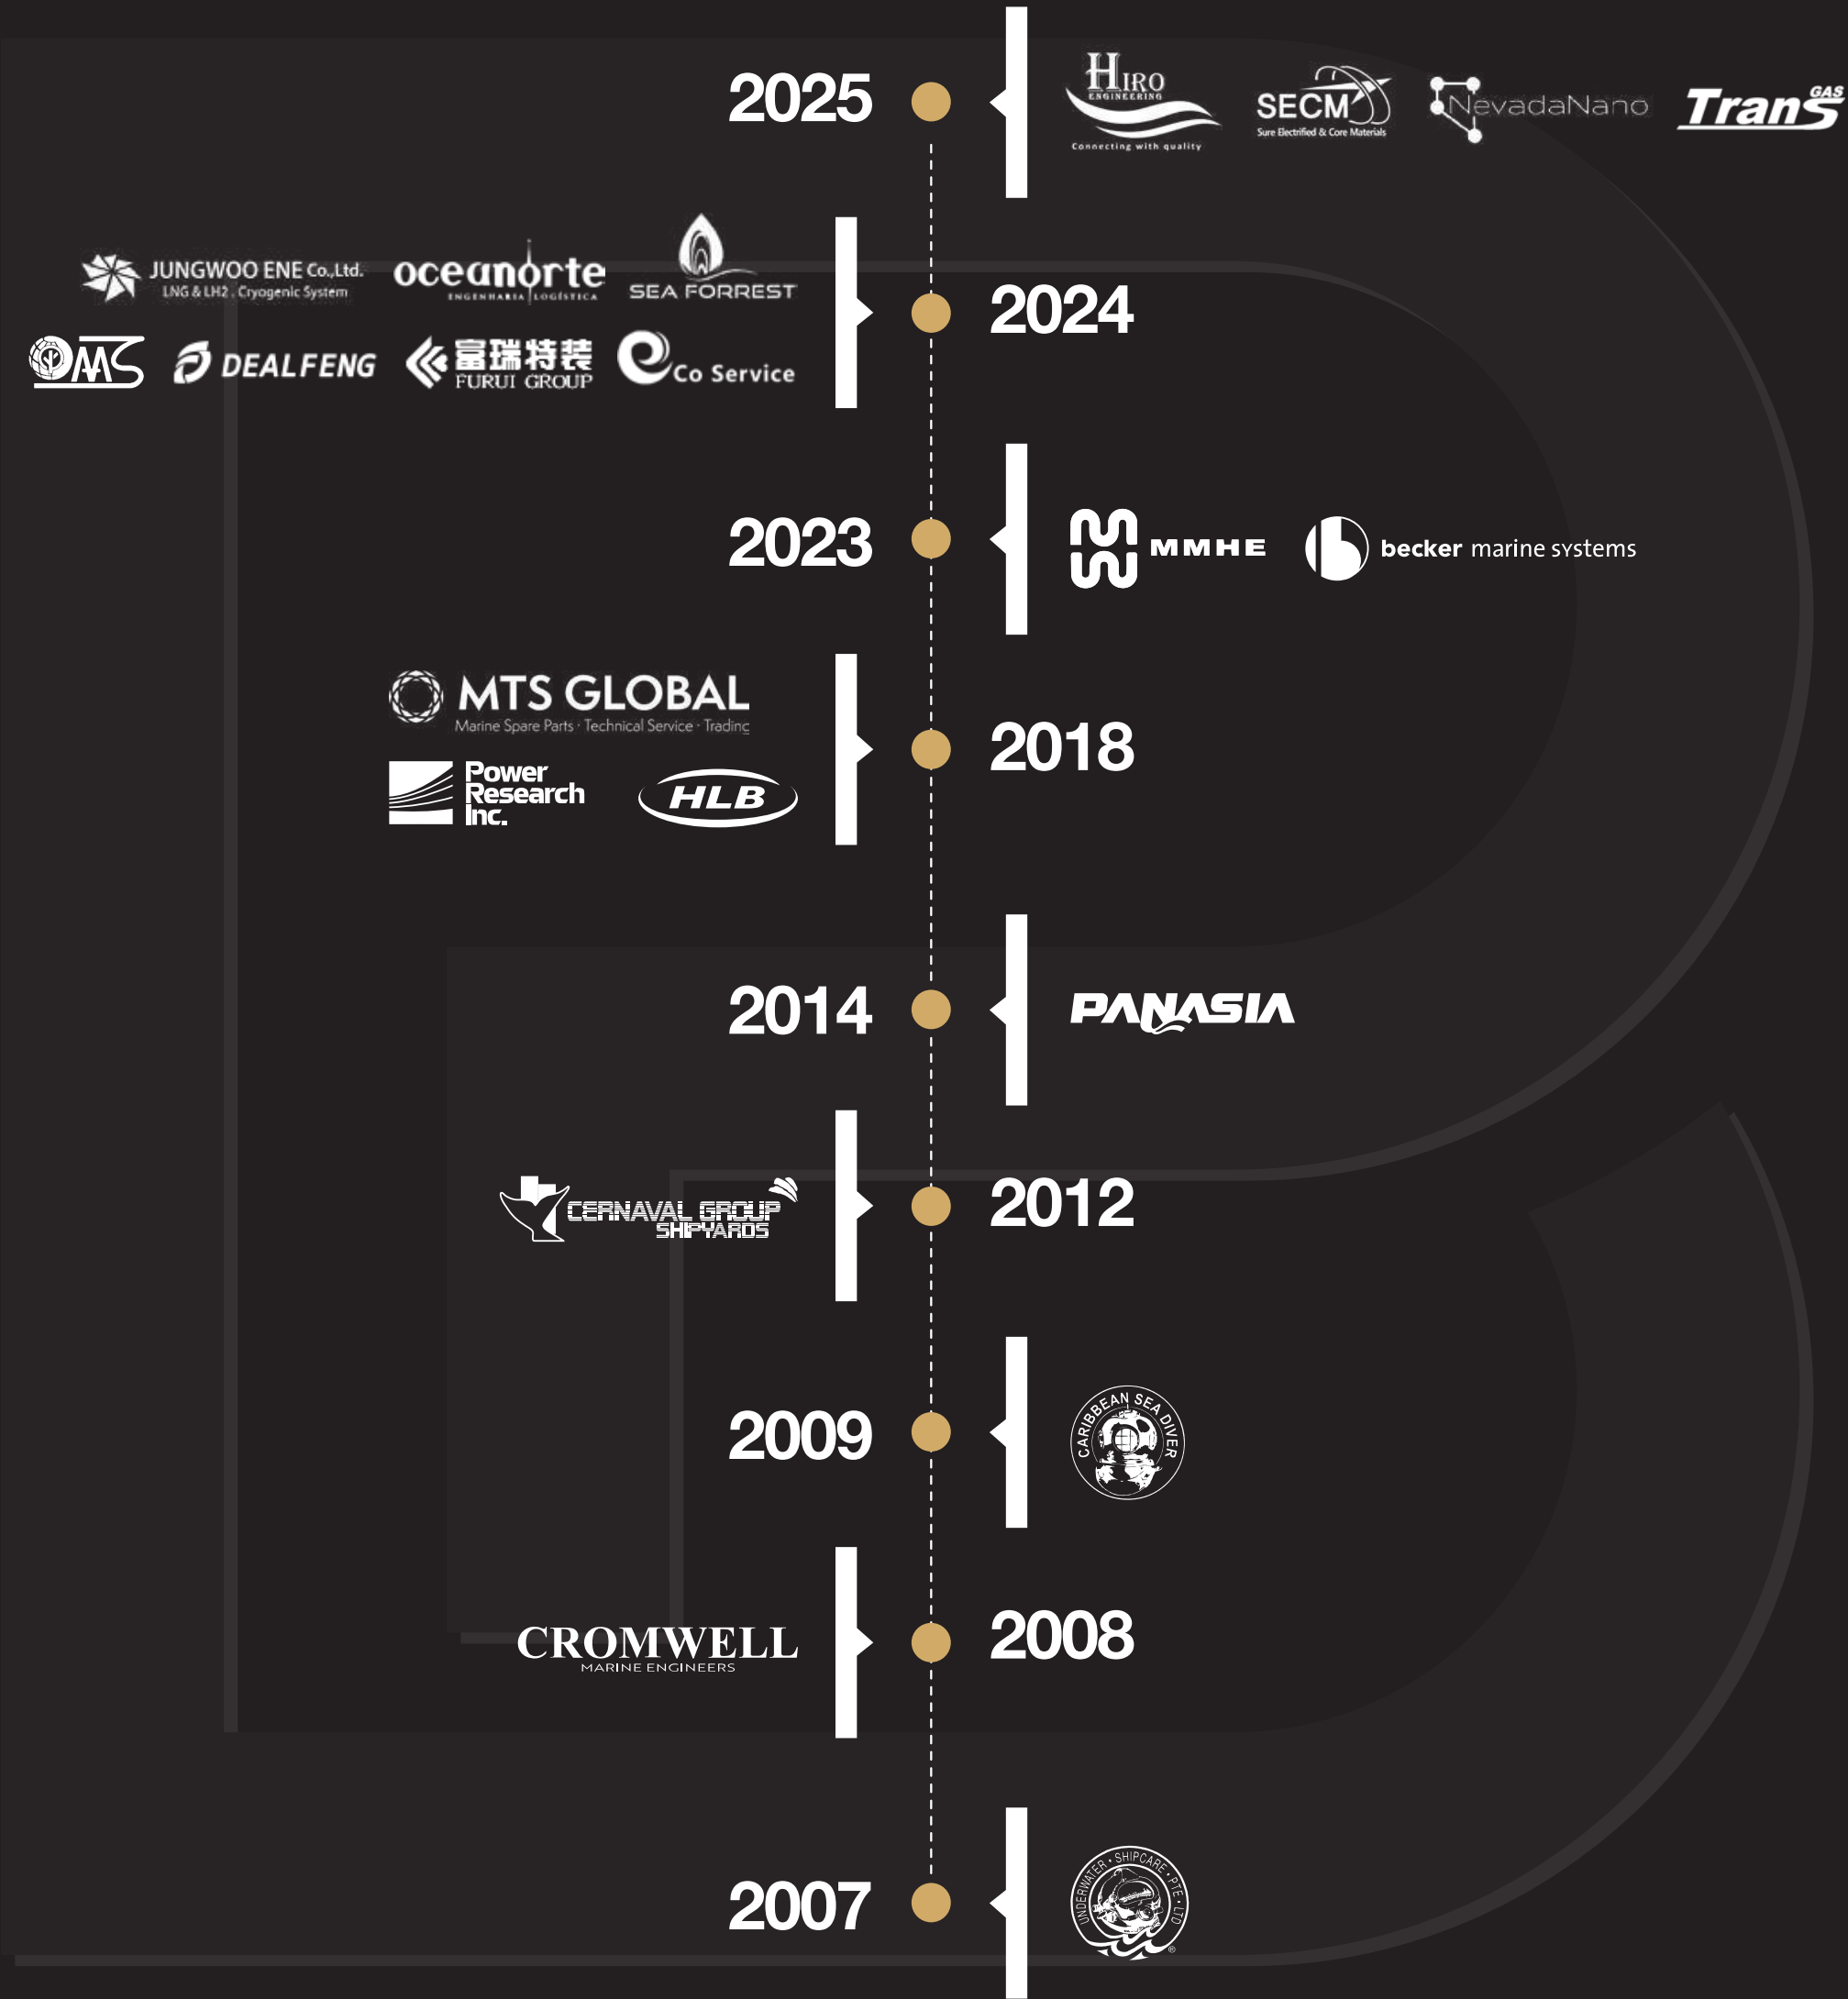 2025
HIRO
ENGINEERING
Connecting with quality
SECM
Sure Electrified & Core Materials
NevadaNano
TranS
GAS
2024
JUNGWOO ENE Co.,Ltd.
LNG & LH2 . Cryogenic System
oceanorte
ENGENHARIA LOGÍSTICA
SEA FORREST
DEALFENG
富瑞特装
FURUI GROUP
eCo Service
2023
MMHE
becker marine systems
2018
MTS GLOBAL
Marine Spare Parts · Technical Service · Trading
Power
Research
Inc.
HLB
2014
PANASIA
2012
CERNAVAL GROUP
SHIPYARDS
2009
CARIBBEAN SEA DIVER
2008
CROMWELL
MARINE ENGINEERS
2007
UNDERWATER • SHIPCARE • PTE • LTD
®